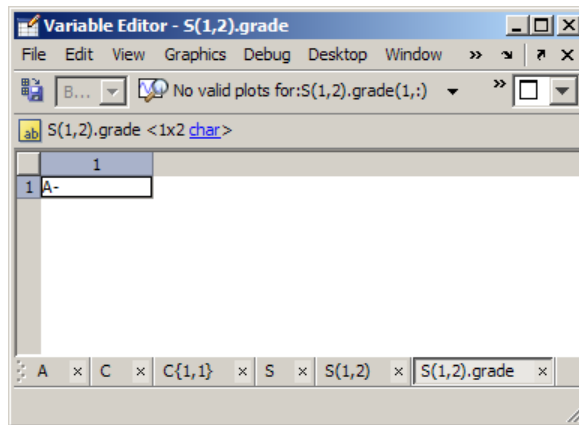 Variable Editor - S(1,2).grade
File Edit View Graphics Debug Desktop Window »
B... No valid plots for:S(1,2).grade(1,:) »
ab S(1,2).grade <1x2 char>
1
1 A-
A × C × C{1,1} × S × S(1,2) × S(1,2).grade ×